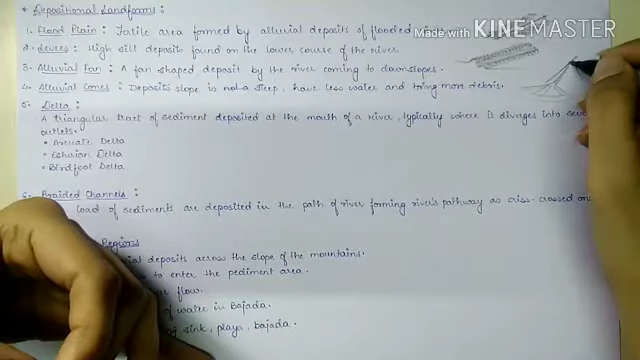 * Depositional Landforms :
1. Flood Plain : Fertile area formed by alluvial deposits of flooded
Made with KINEMASTER
2. Levees : High sill deposits found on the lower course of the river.
3. Alluvial Fan : A fan shaped deposit by the river coming to downslopes.
4. Alluvial Cones : Deposits slope is not a steep, have less water and bring more debris.
5. Delta :
A triangular tract of sediment deposited at the mouth of a river, typically where it diverges into
outlets.
• Arcuate Delta
• Esturian Delta
• Birdfoot Delta
Braided Channels :
Load of sediments are deposited in the path of river forming river's pathway as criss-crossed
Regions
deposits across the slope of the mountains.
to enter the pediment area.
flow.
of water in Bajada.
sink, playa, bajada.